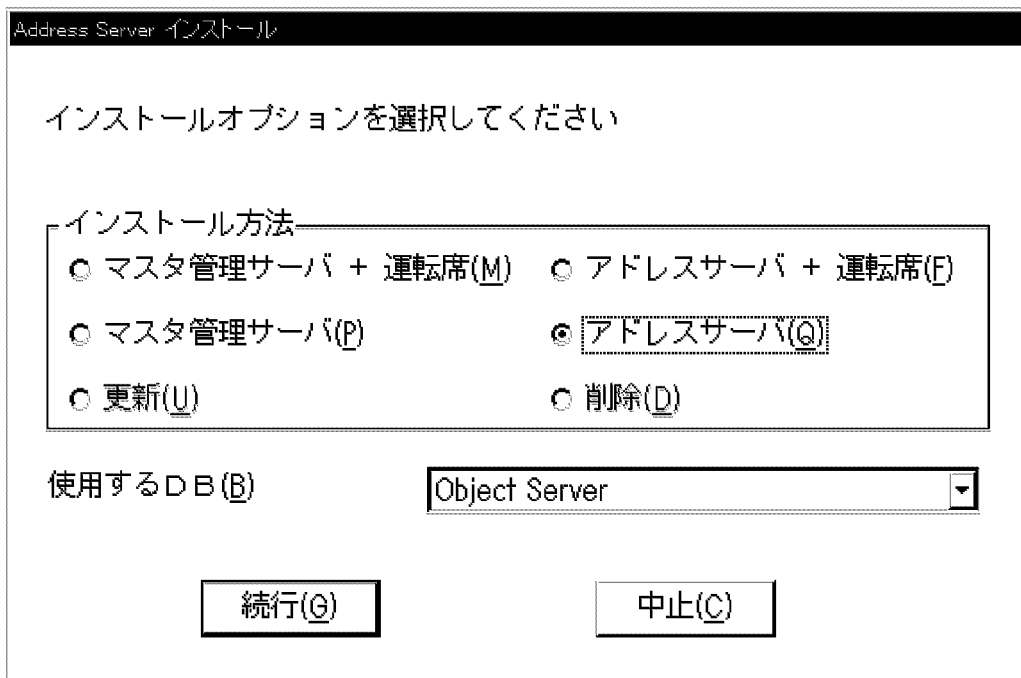 Address Server インストール
インストールオプションを選択してください
インストール方法
マスタ管理サーバ + 運転席(M) アドレスサーバ + 運転席(F)
マスタ管理サーバ(P) アドレスサーバ(Q)
更新(U) 削除(D)
使用するDB(B) Object Server
続行(G) 中止(C)